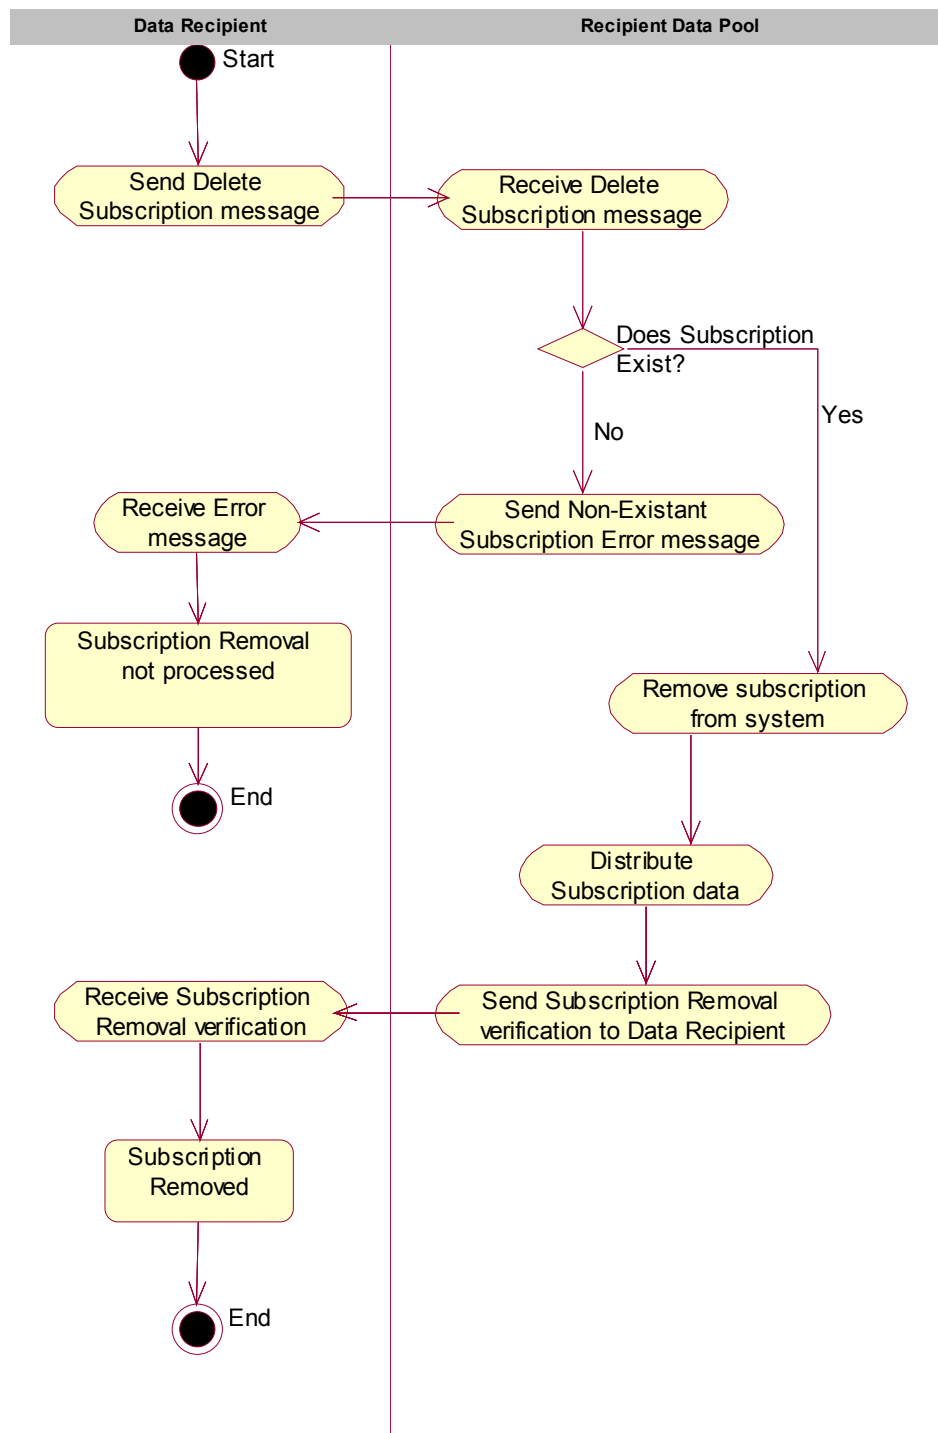 Data Recipient
Recipient Data Pool
Start
Send Delete
Subscription message
Receive Delete
Subscription message
Does Subscription
Exist?
Yes
No
Receive Error
message
Send Non-Existant
Subscription Error message
Subscription Removal
not processed
Remove subscription
from system
End
Distribute
Subscription data
Receive Subscription
Removal verification
Send Subscription Removal
verification to Data Recipient
Subscription
Removed
End